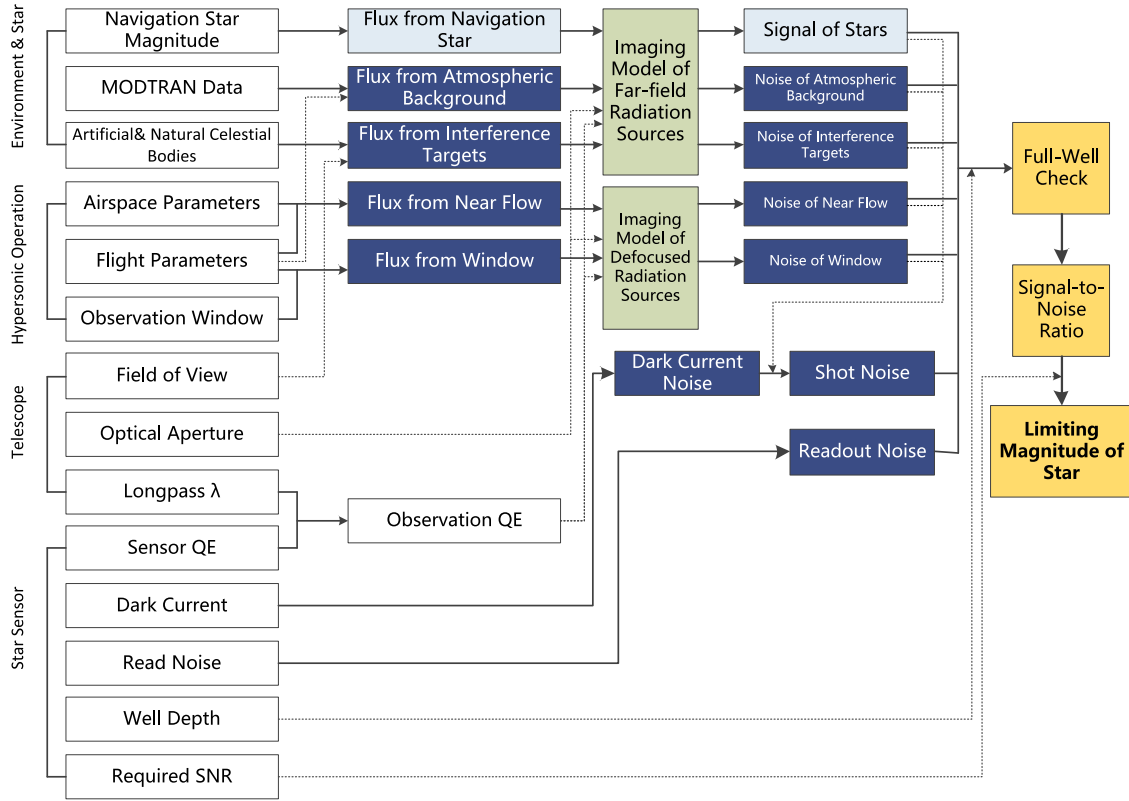 Environment & Star
Hypersonic Operation
Telescope
Star Sensor
Navigation Star
Magnitude
MODTRAN Data
Artificial& Natural Celestial
Bodies
Airspace Parameters
Flight Parameters
Observation Window
Field of View
Optical Aperture
Longpass λ
Sensor QE
Dark Current
Read Noise
Well Depth
Required SNR
Flux from Navigation
Star
Flux from Atmospheric
Background
Flux from Interference
Targets
Flux from Near Flow
Flux from Window
Observation QE
Imaging
Model of
Far-field
Radiation
Sources
Imaging
Model of
Defocused
Radiation
Sources
Dark Current
Noise
Signal of Stars
Noise of Atmospheric
Background
Noise of Interference
Targets
Noise of Near Flow
Noise of Window
Shot Noise
Readout Noise
Full-Well
Check
Signal-to-
Noise
Ratio
Limiting
Magnitude of
Star